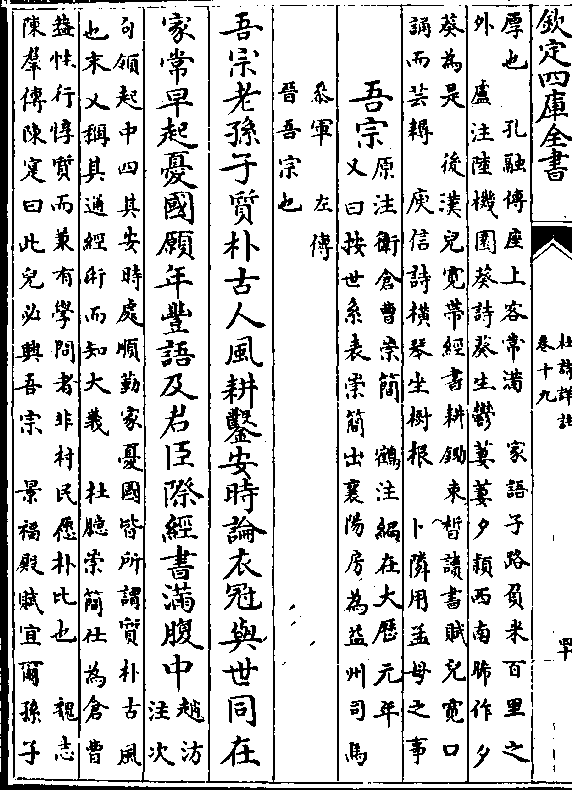 欽定四庫全書
杜詩詳註
卷十九
厚也 孔融傳座上客常滿 家語子路負米百里之
外 盧注陸機園葵詩葵生鬱萋萋夕穎西南晞作夕
葵為是 後漢兒寛帶經書耕鋤束晳讀書賦兒寛口
誦而芸耨 庾信詩橫琴坐樹根 卜隣用孟母之事
吾宗
原注衛倉曹崇簡 鶴注編在大歴元年
又曰按世系表崇簡出襄陽房為益州司馬
叅軍 左傳
晉吾宗也
吾宗老孫子質朴古人風耕鑿安時論衣冠與世同在
家常早起憂國願年豐語及君臣際經書滿腹中
趙汸
注次
句領起中四其安時處順勤家憂國皆所謂質朴古風
也末又稱其通經術而知大義 杜臆崇簡仕為倉曹
葢性行惇質而兼有學問者非村民愿朴比也 魏志
陳羣傳陳寔曰此兒必興吾宗 景福殿賦宜爾孫子